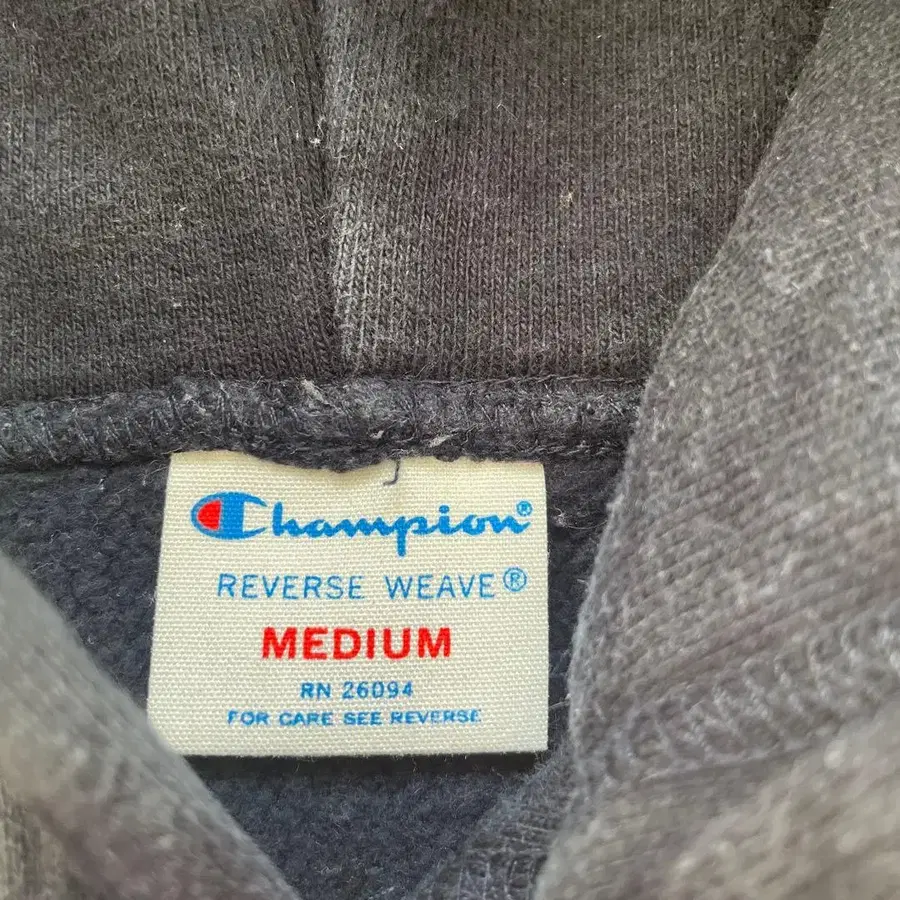 Champion®
REVERSE WEAVE®
MEDIUM
RN 26094
FOR CARE SEE REVERSE